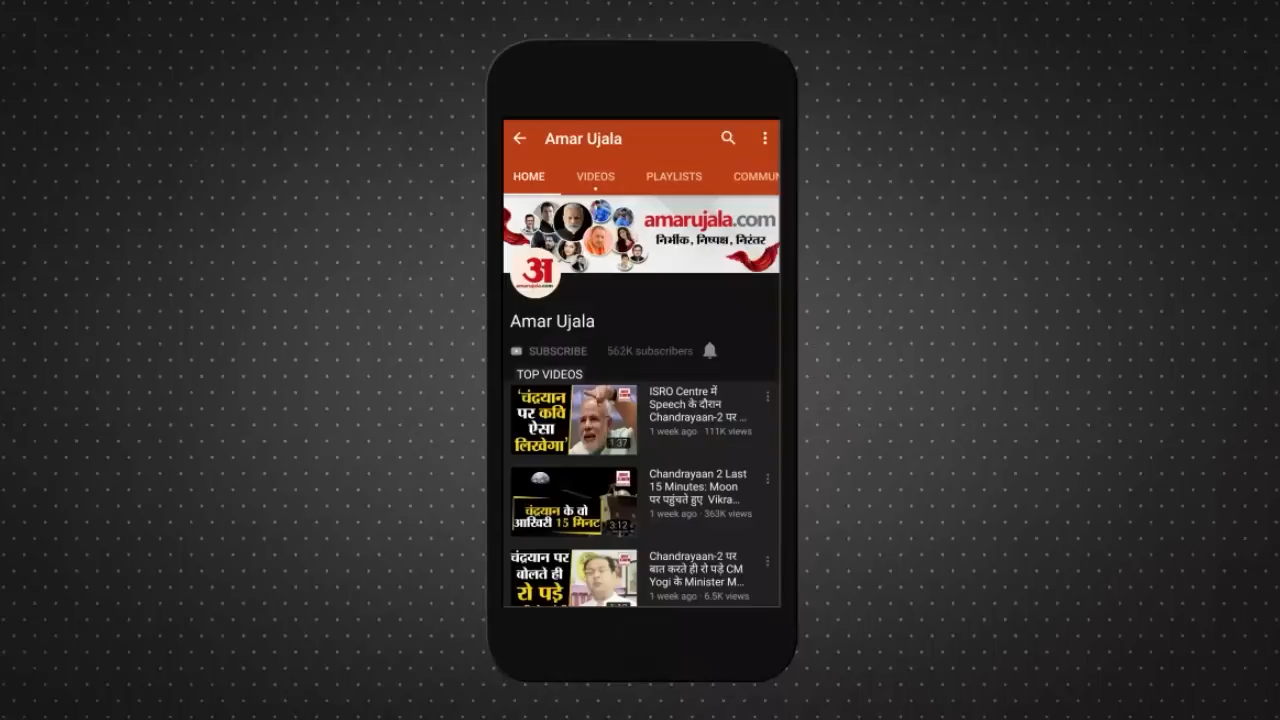 Amar Ujala
HOME VIDEOS PLAYLISTS COMMUN
amarujala.com
निर्भीक, निष्पक्ष, निरंतर
अ
amarujala.com
Amar Ujala
SUBSCRIBE 562K subscribers
TOP VIDEOS
'चंद्रयान
पर कवि
ऐसा
लिखेगा'
1:37
ISRO Centre में
Speech के दौरान
Chandrayaan-2 पर ...
1 week ago · 111K views
चंद्रयान के वो
आखिरी 15 मिनट
3:12
Chandrayaan 2 Last
15 Minutes: Moon
पर पहुंचते हुए Vikra...
1 week ago · 363K views
चंद्रयान पर
बोलते ही
रो पड़े
Chandrayaan-2 पर
बात करते ही रो पड़े CM
Yogi के Minister M...
1 week ago · 6.5K views